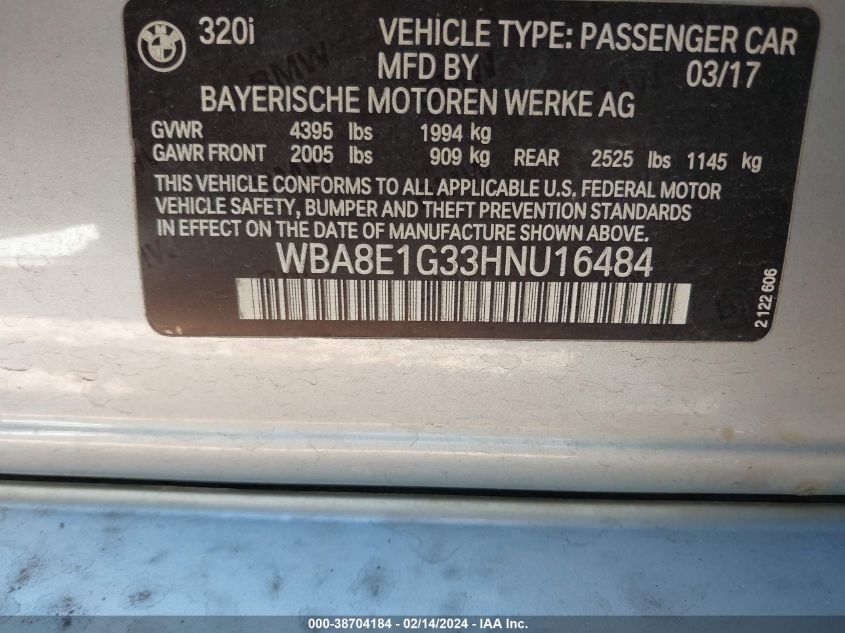 320i VEHICLE TYPE: PASSENGER CAR
MFD BY 03/17
BAYERISCHE MOTOREN WERKE AG
GVWR 4395 lbs 1994 kg
GAWR FRONT 2005 lbs 909 kg REAR 2525 lbs 1145 kg
THIS VEHICLE CONFORMS TO ALL APPLICABLE U.S. FEDERAL MOTOR
VEHICLE SAFETY, BUMPER AND THEFT PREVENTION STANDARDS
IN EFFECT ON THE DATE OF MANUFACTURE SHOWN ABOVE.
WBA8E1G33HNU16484
2 122 606
000-38704184 - 02/14/2024 - IAA Inc.